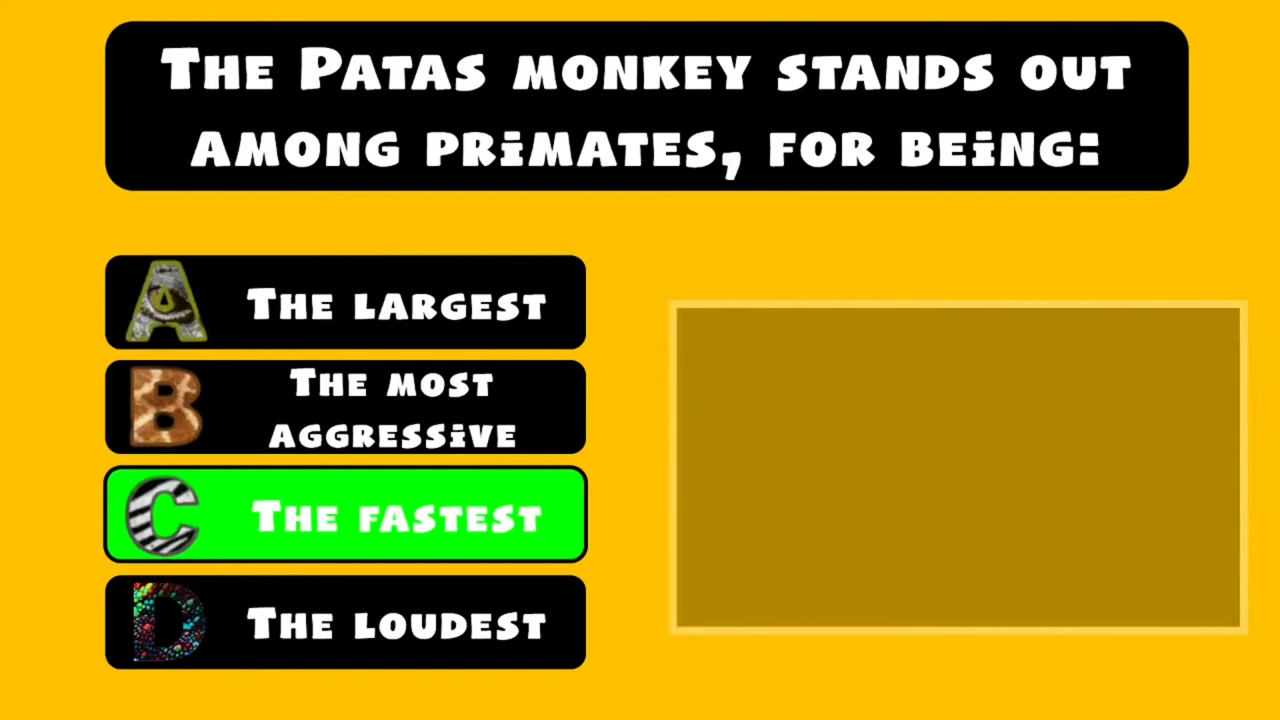 The Patas monkey stands out
among primates, for being:
A The largest
B The most
aggressive
C The fastest
D The loudest